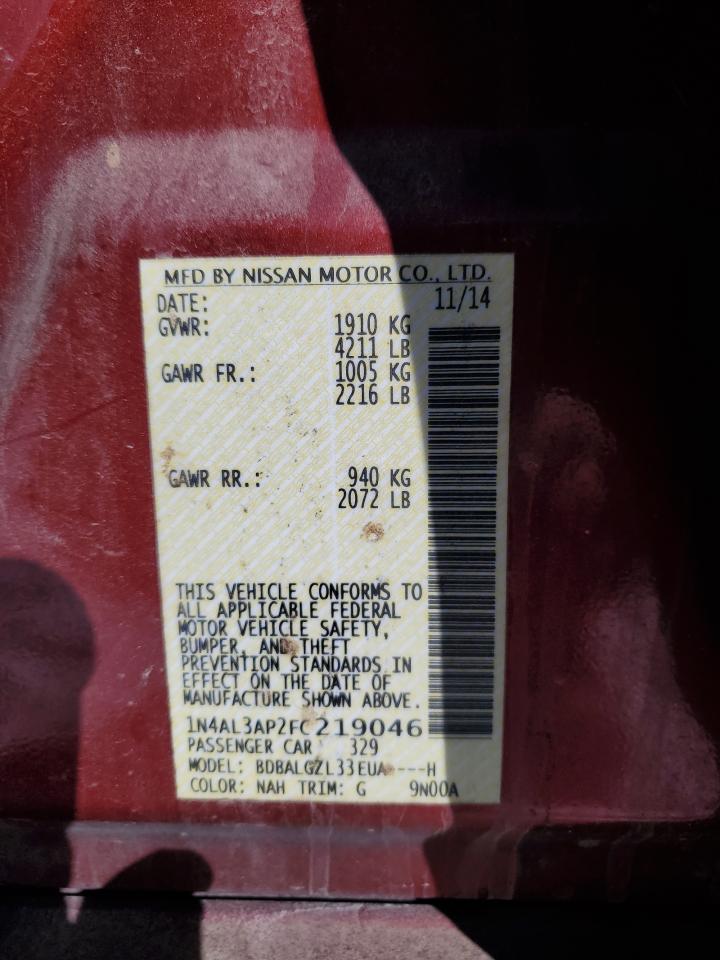 MFD BY NISSAN MOTOR CO., LTD.
DATE: 11/14
GVWR: 1910 KG
4211 LB
GAWR FR.: 1005 KG
2216 LB
GAWR RR.: 940 KG
2072 LB
THIS VEHICLE CONFORMS TO
ALL APPLICABLE FEDERAL
MOTOR VEHICLE SAFETY,
BUMPER, AND THEFT
PREVENTION STANDARDS IN
EFFECT ON THE DATE OF
MANUFACTURE SHOWN ABOVE.
1N4AL3AP2FC219046
PASSENGER CAR 329
MODEL: BDBALGZL33EUA----H
COLOR: NAH TRIM: G 9N00A